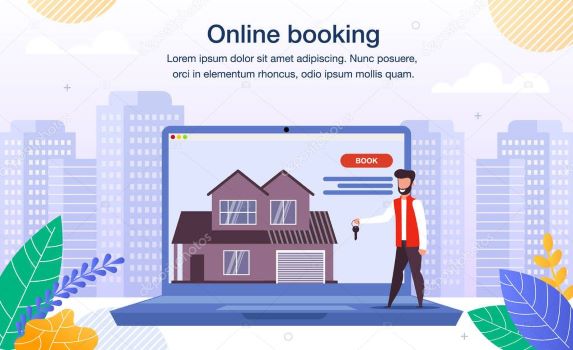 Online booking
Lorem ipsum dolor sit amet adipiscing. Nunc posuere,
orci in elementum rhoncus, odio ipsum mollis quam.
BOOK